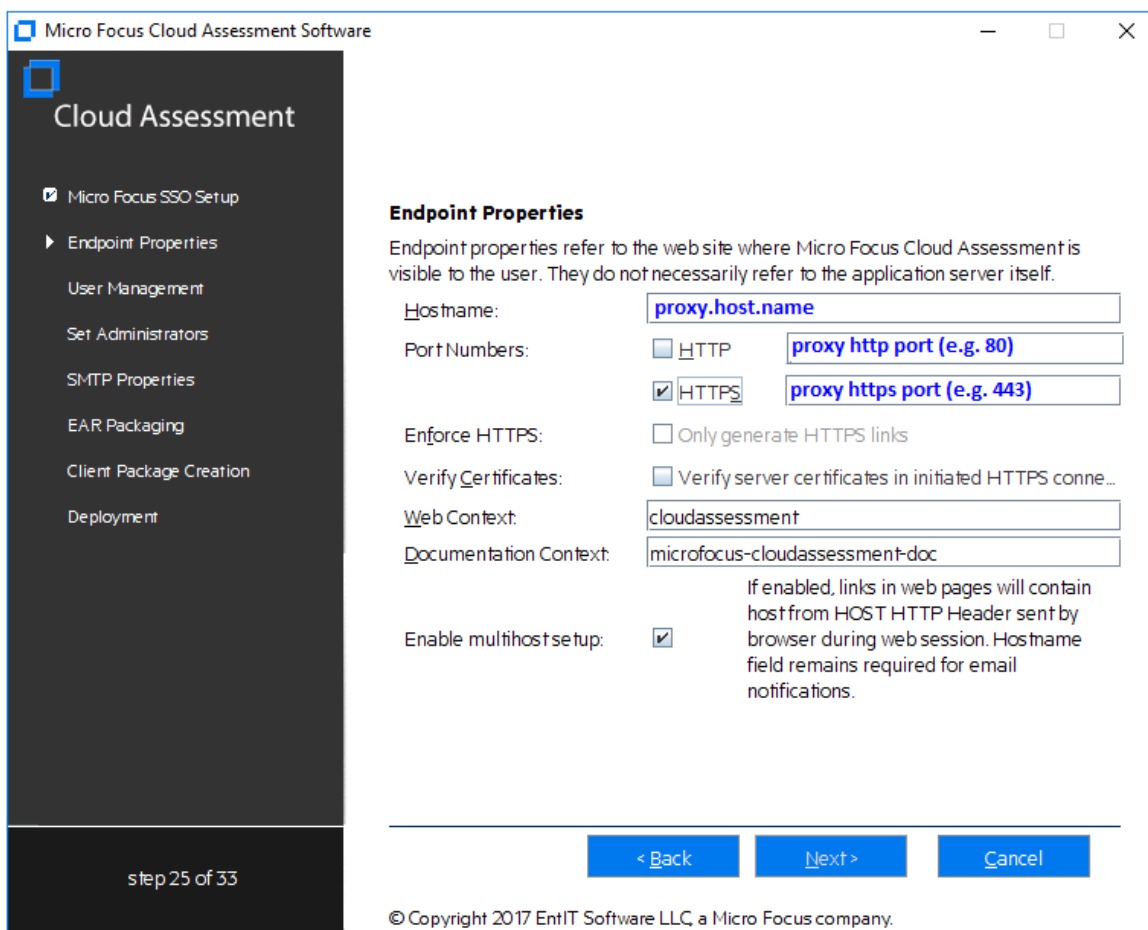 Micro Focus Cloud Assessment Software
Cloud Assessment
Micro Focus SSO Setup
Endpoint Properties
User Management
Set Administrators
SMTP Properties
EAR Packaging
Client Package Creation
Deployment
step 25 of 33
Endpoint Properties
Endpoint properties refer to the web site where Micro Focus Cloud Assessment is
visible to the user. They do not necessarily refer to the application server itself.
Hostname: proxy.host.name
Port Numbers: HTTP proxy http port (e.g. 80)
HTTPS proxy https port (e.g. 443)
Enforce HTTPS: Only generate HTTPS links
Verify Certificates: Verify server certificates in initiated HTTPS conne...
Web Context: cloudassessment
Documentation Context: microfocus-cloudassessment-doc
Enable multihost setup:
If enabled, links in web pages will contain
host from HOST HTTP Header sent by
browser during web session. Hostname
field remains required for email
notifications.
< Back Next > Cancel
© Copyright 2017 EntIT Software LLC, a Micro Focus company.